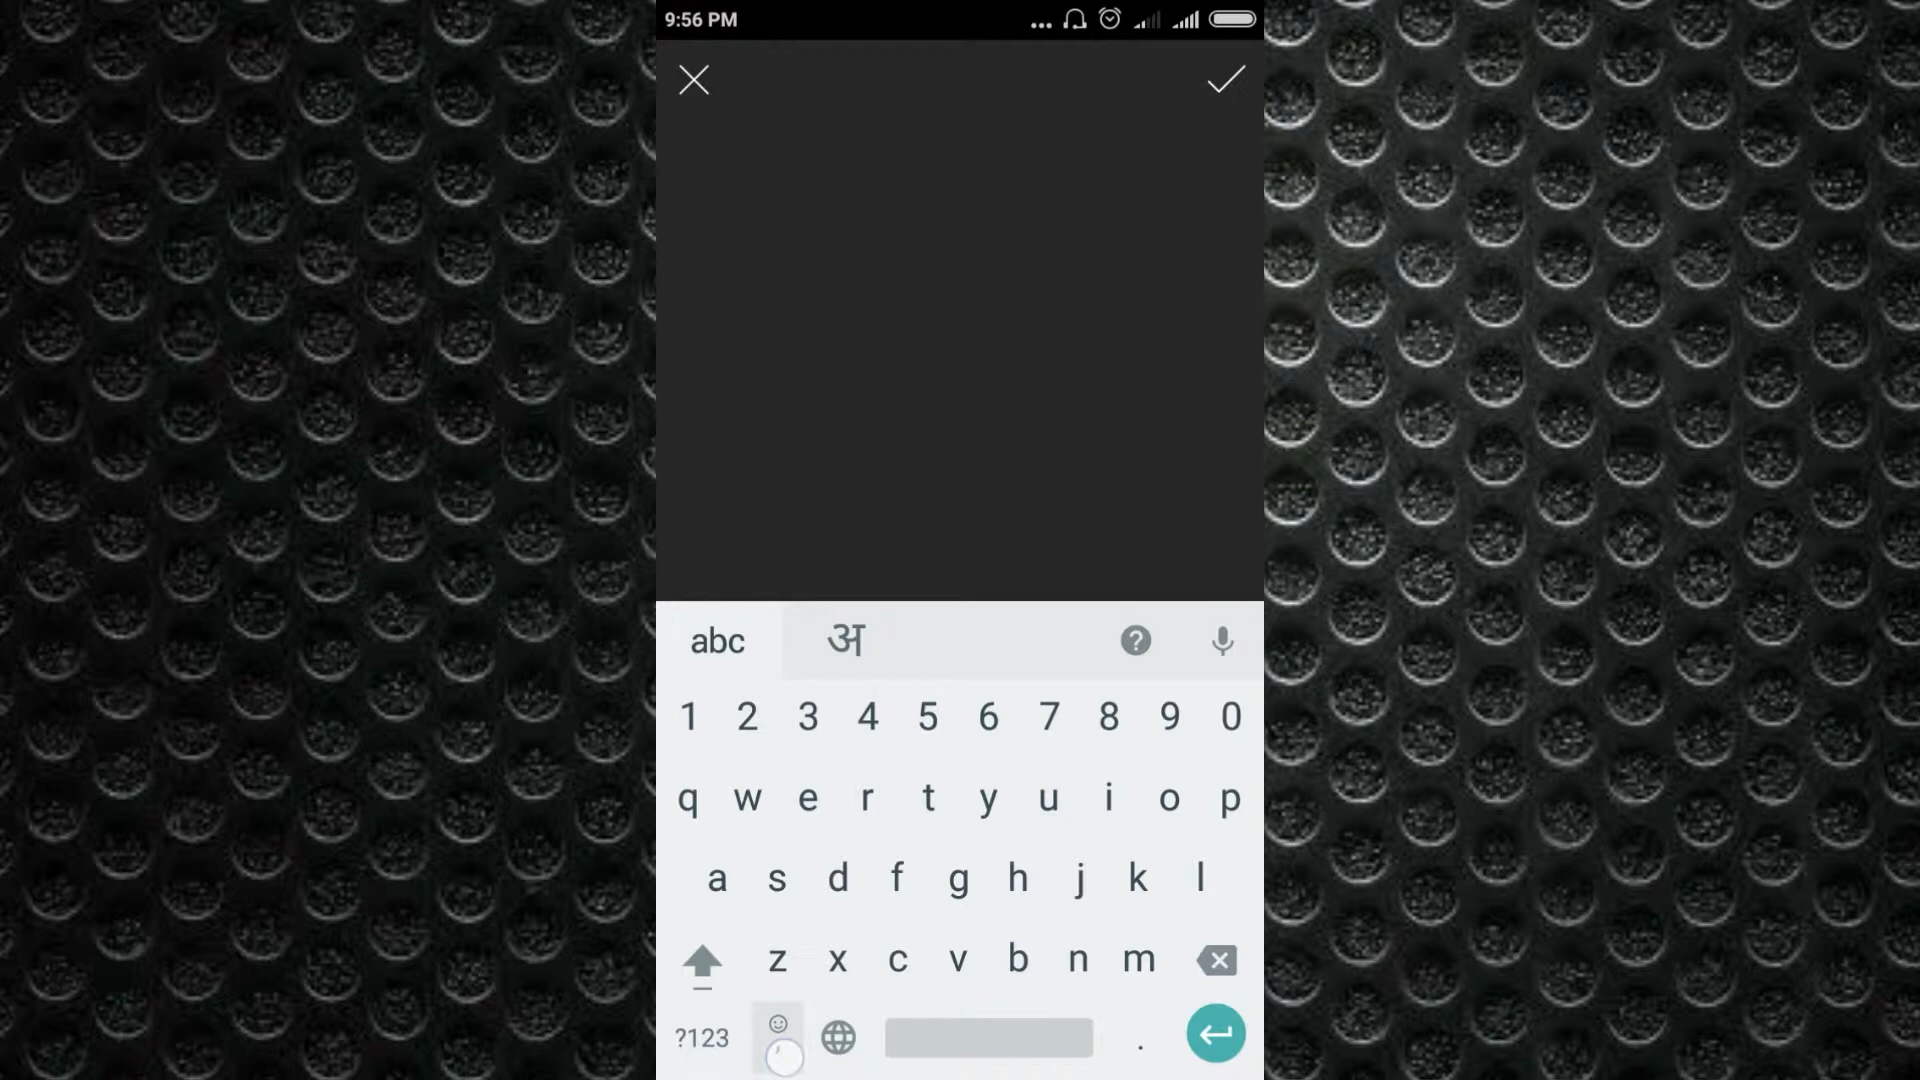 9:56 PM
abc अ
1 2 3 4 5 6 7 8 9 0
q w e r t y u i o p
a s d f g h j k l
z x c v b n m
?123 , .